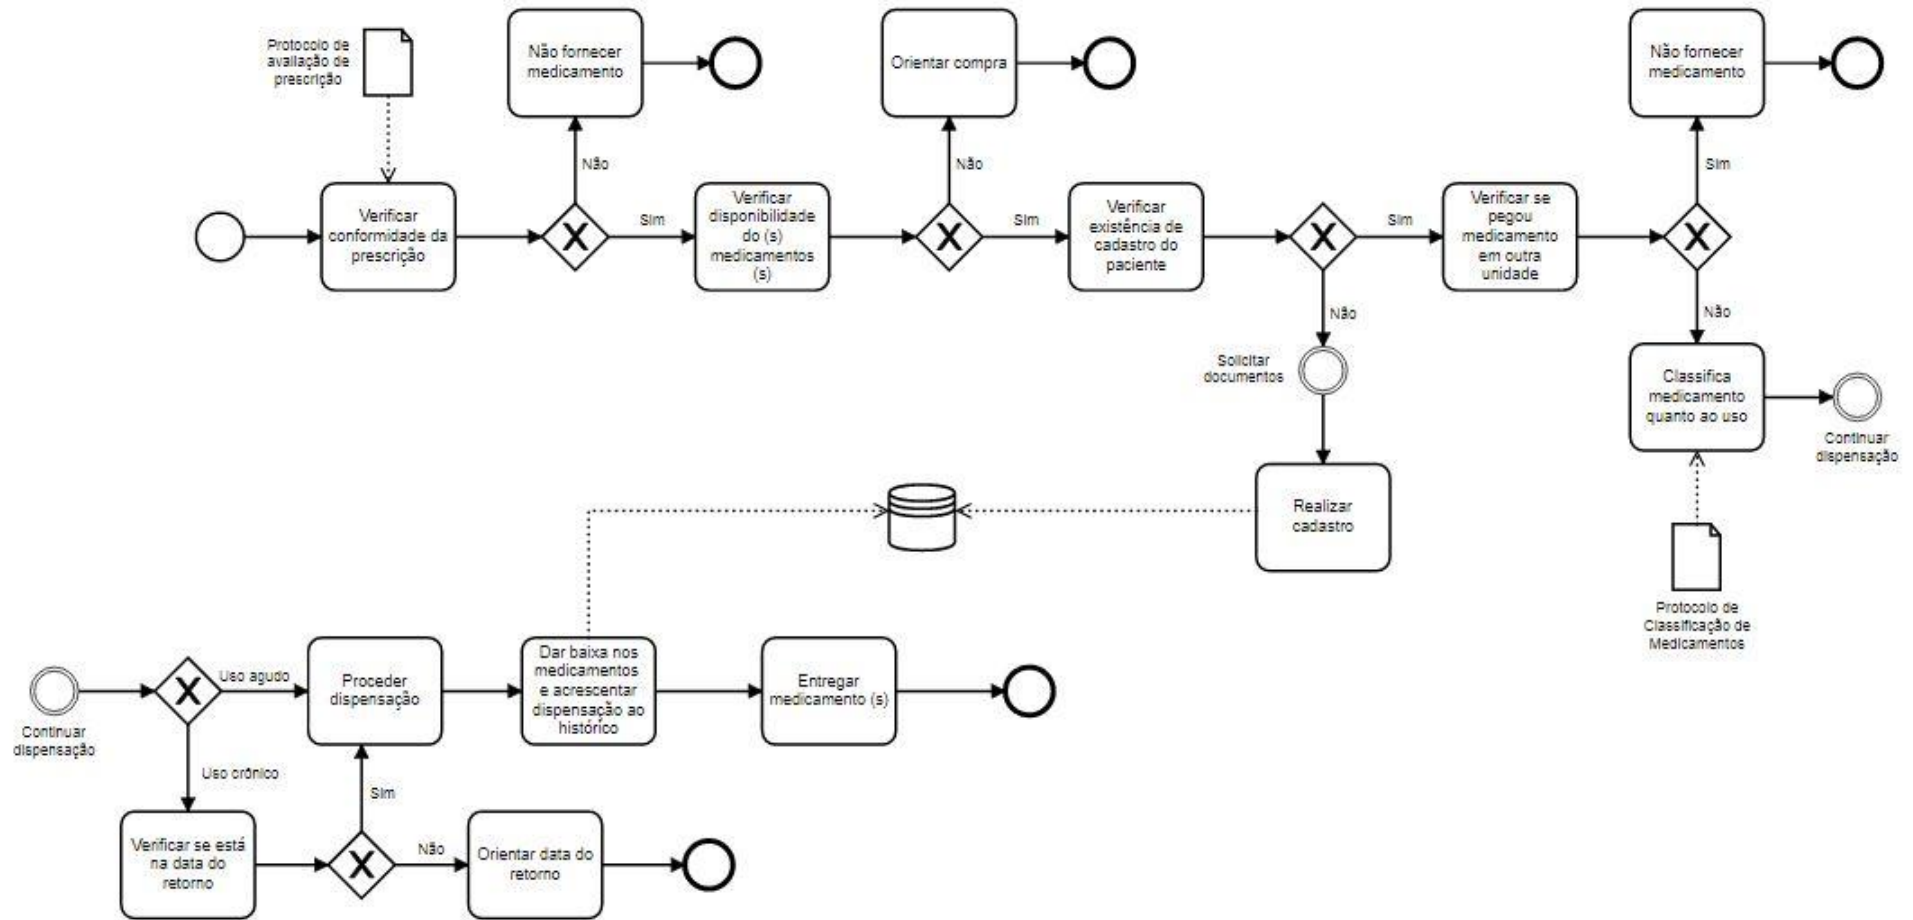 Protocolo de
avaliação de
prescrição
Não fornecer
medicamento
Orientar compra
Não fornecer
medicamento
Não
Não
Sim
Verificar
conformidade da
prescrição
Sim
Verificar
disponibilidade
do (s)
medicamentos
(s)
Sim
Verificar
existência de
cadastro do
paciente
Sim
Verificar se
pegou
medicamento
em outra
unidade
Não
Não
Solicitar
documentos
Classifica
medicamento
quanto ao uso
Continuar
dispensação
Realizar
cadastro
Protocolo de
Classificação de
Medicamentos
Continuar
dispensação
Uso agudo
Proceder
dispensação
Dar baixa nos
medicamentos
e acrescentar
dispensação ao
histórico
Entregar
medicamento (s)
Uso crônico
Sim
Verificar se está
na data do
retorno
Não
Orientar data do
retorno